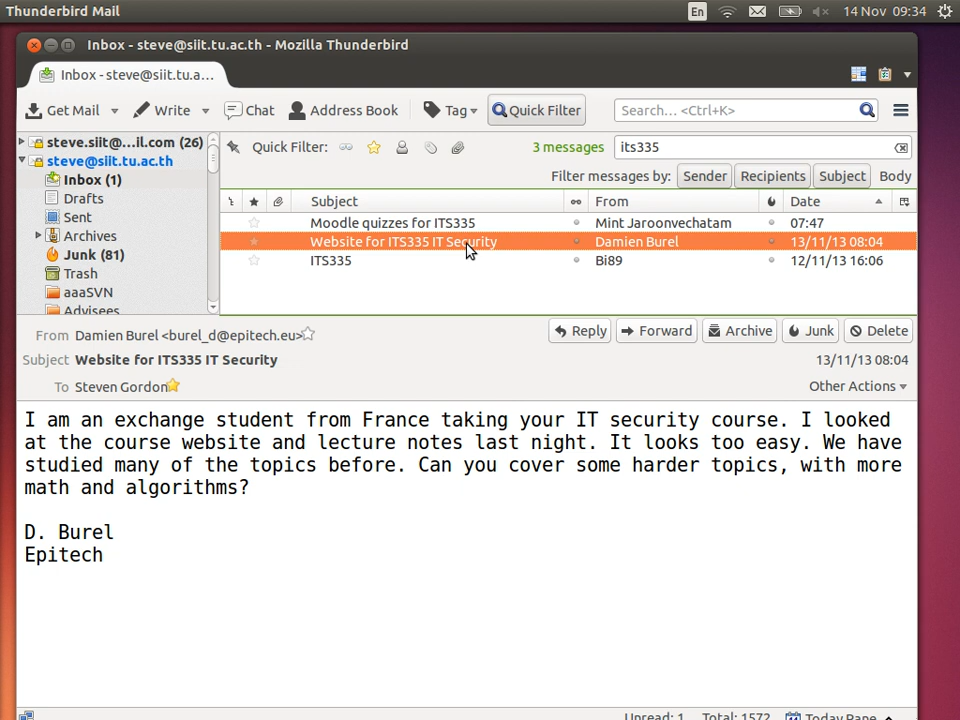 Thunderbird Mail
En
14 Nov 09:34
Inbox - steve@siit.tu.ac.th - Mozilla Thunderbird
Inbox - steve@siit.tu.a...
Get Mail
Write
Chat
Address Book
Tag
Quick Filter
Search... <Ctrl+K>
steve.siit@...il.com (26)
steve@siit.tu.ac.th
Inbox (1)
Drafts
Sent
Archives
Junk (81)
Trash
aaaSVN
Advisees
Quick Filter:
3 messages
its335
Filter messages by:
Sender
Recipients
Subject
Body
Subject
From
Date
Moodle quizzes for ITS335
Mint Jaroonvechatam
07:47
Website for ITS335 IT Security
Damien Burel
13/11/13 08:04
ITS335
Bi89
12/11/13 16:06
From Damien Burel <burel_d@epitech.eu>
Reply
Forward
Archive
Junk
Delete
Subject Website for ITS335 IT Security
13/11/13 08:04
To Steven Gordon
Other Actions
I am an exchange student from France taking your IT security course. I looked
at the course website and lecture notes last night. It looks too easy. We have
studied many of the topics before. Can you cover some harder topics, with more
math and algorithms?
D. Burel
Epitech
Unread: 1
Total: 1572
Today Pane